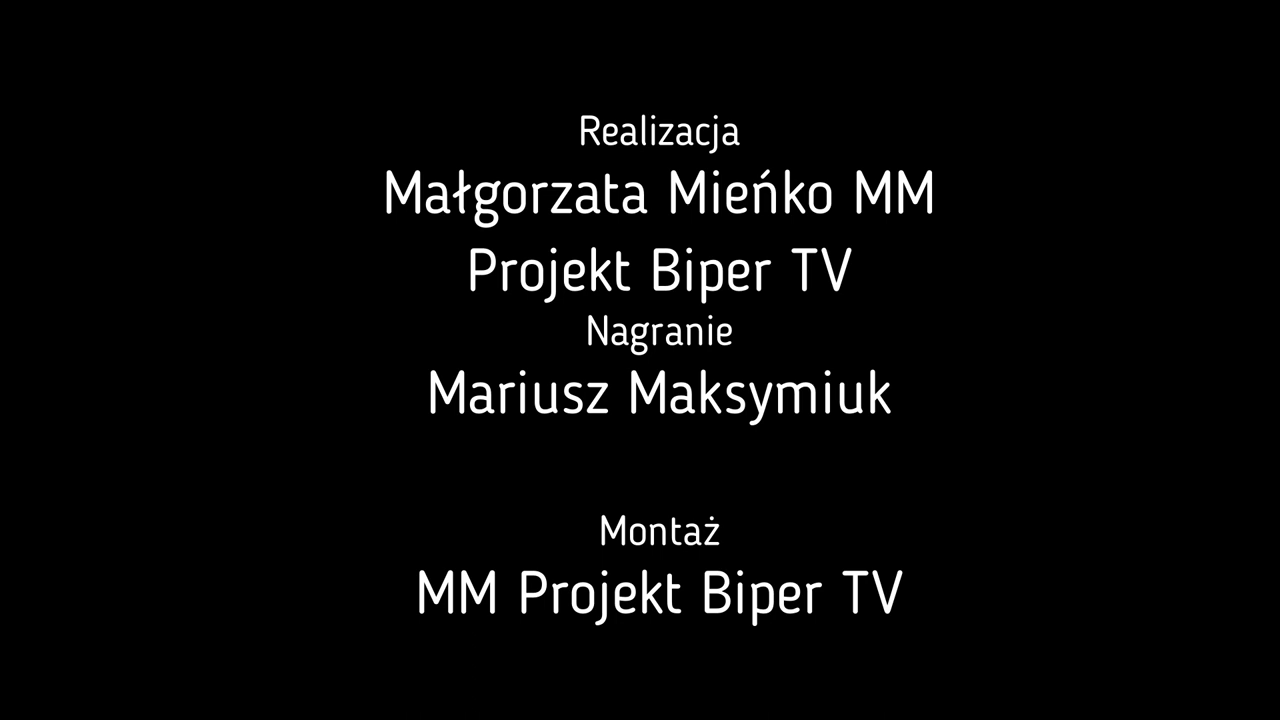 Realizacja
Małgorzata Mieńko MM
Projekt Biper TV
Nagranie
Mariusz Maksymiuk
Montaż
MM Projekt Biper TV